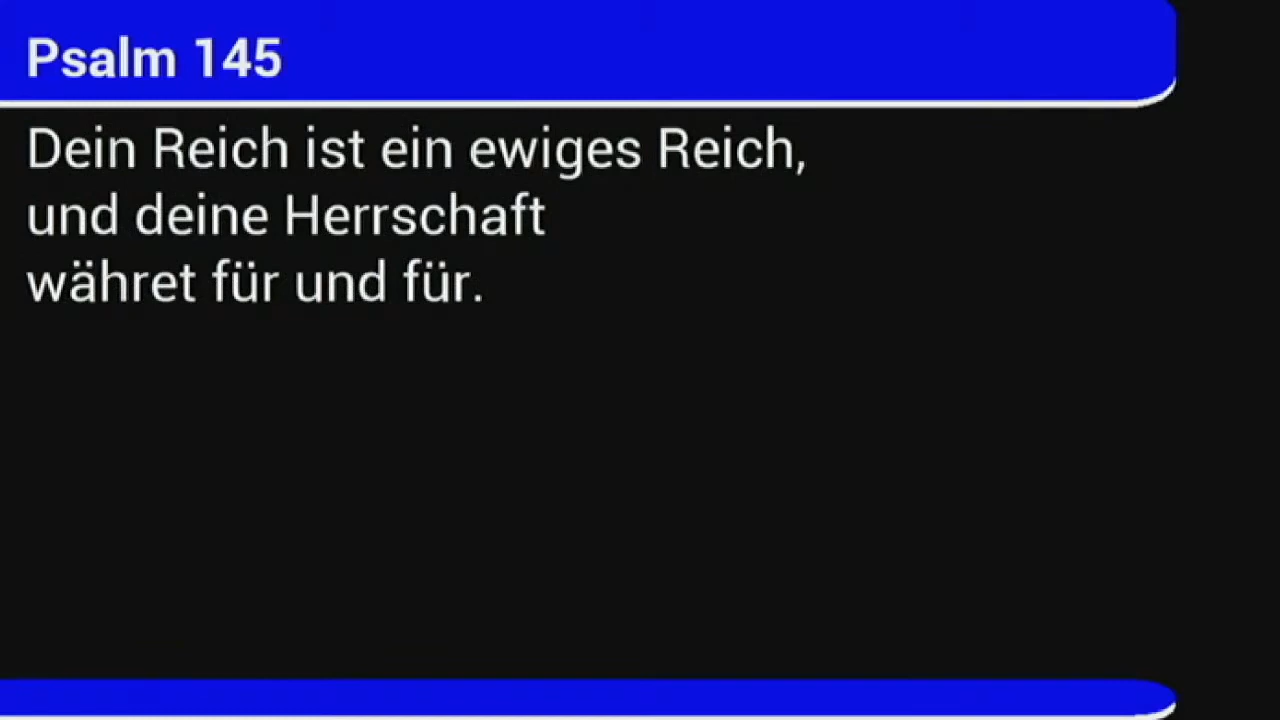 Psalm 145
Dein Reich ist ein ewiges Reich,
und deine Herrschaft
währet für und für.